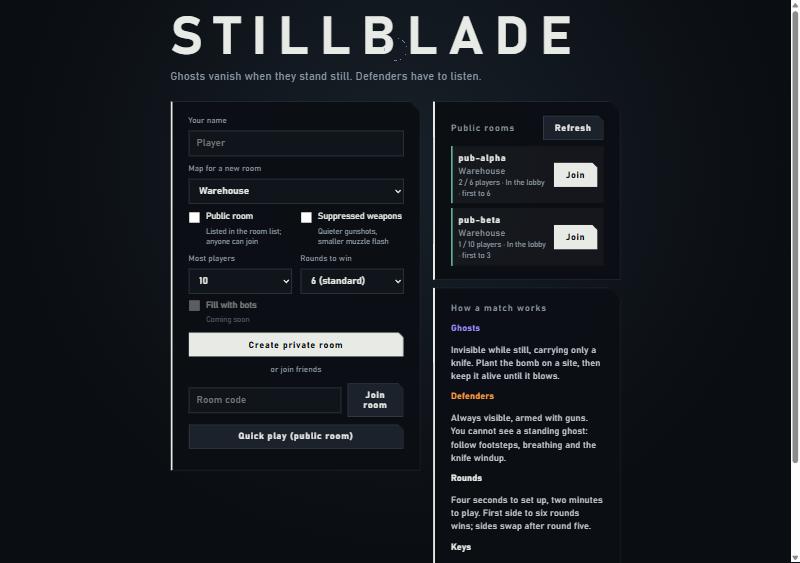 STILLBLADE
Ghosts vanish when they stand still. Defenders have to listen.
Your name
Player
Map for a new room
Warehouse
Public room
Listed in the room list;
anyone can join
Suppressed weapons
Quieter gunshots,
smaller muzzle flash
Most players
10
Rounds to win
6 (standard)
Fill with bots
Coming soon
Create private room
or join friends
Room code
Join
room
Quick play (public room)
Public rooms
Refresh
pub-alpha
Warehouse
2 / 6 players · In the lobby
· first to 6
Join
pub-beta
Warehouse
1 / 10 players · In the lobby
· first to 3
Join
How a match works
Ghosts
Invisible while still, carrying only a
knife. Plant the bomb on a site, then
keep it alive until it blows.
Defenders
Always visible, armed with guns.
You cannot see a standing ghost:
follow footsteps, breathing and the
knife windup.
Rounds
Four seconds to set up, two minutes
to play. First side to six rounds
wins; sides swap after round five.
Keys